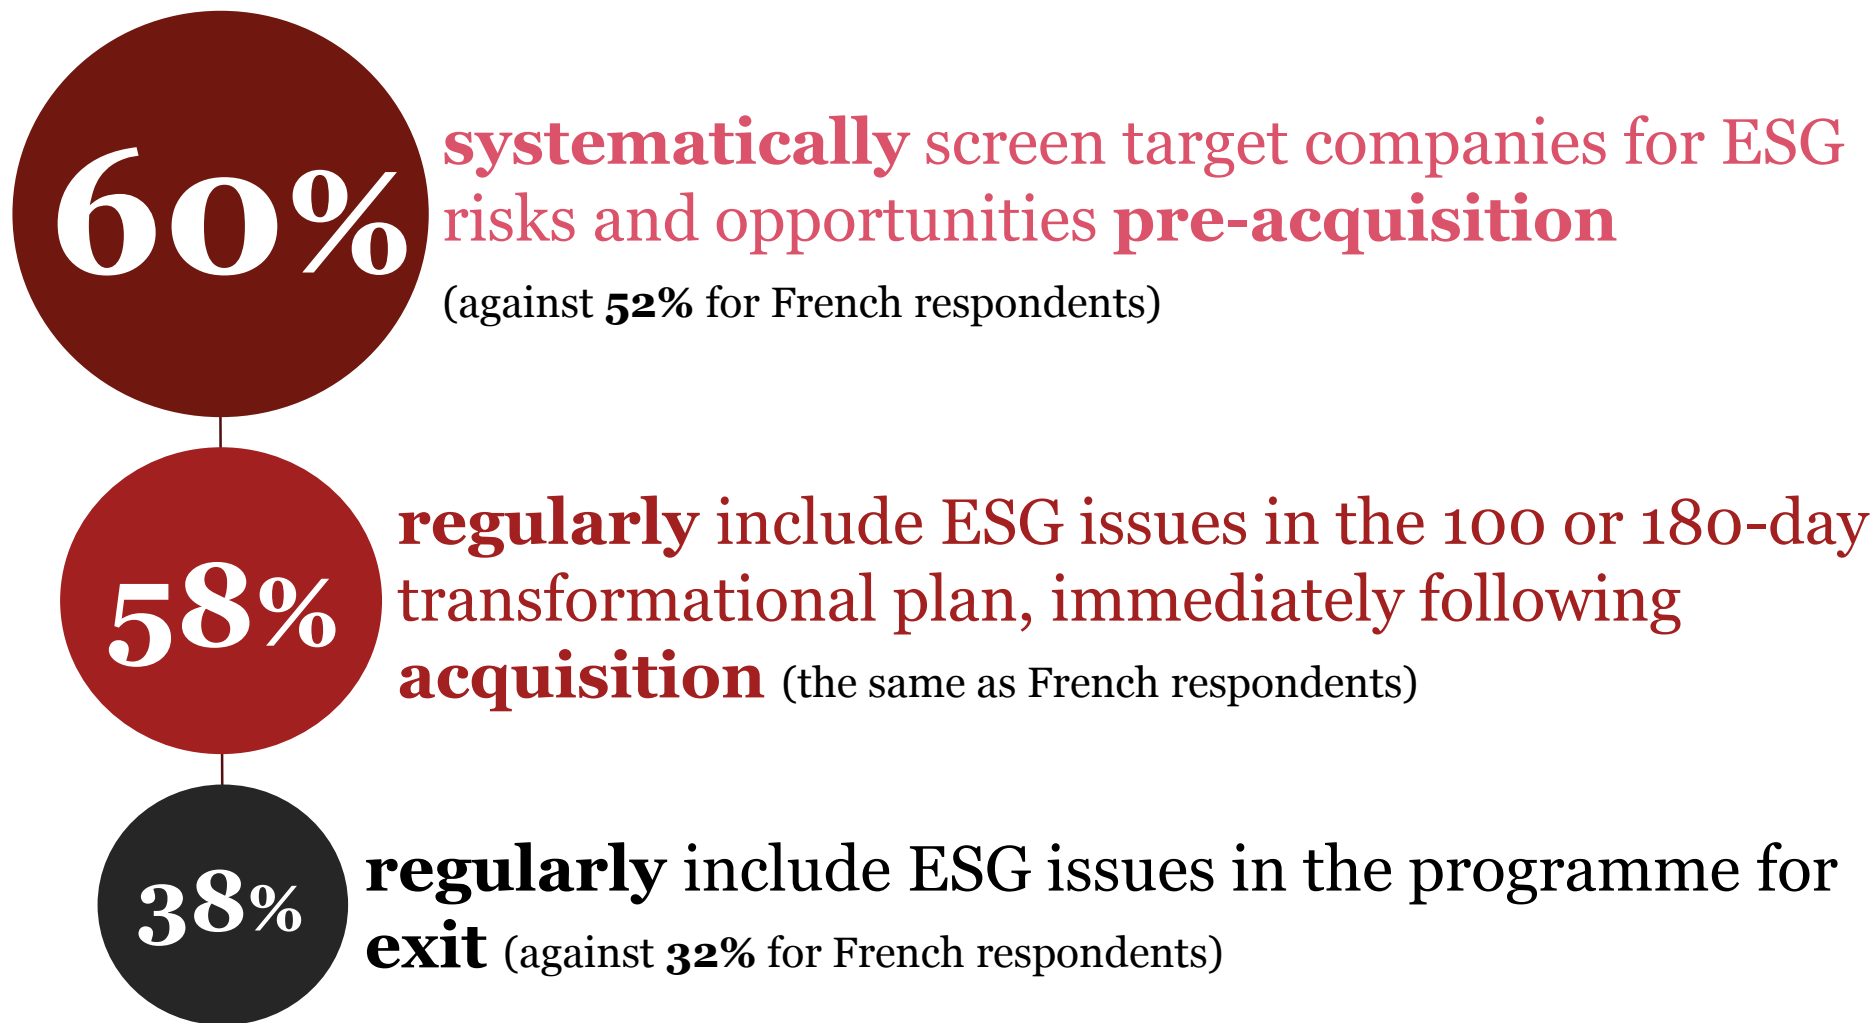 60%
systematically screen target companies for ESG
risks and opportunities pre-acquisition
(against 52% for French respondents)
58%
regularly include ESG issues in the 100 or 180-day
transformational plan, immediately following
acquisition (the same as French respondents)
38%
regularly include ESG issues in the programme for
exit (against 32% for French respondents)